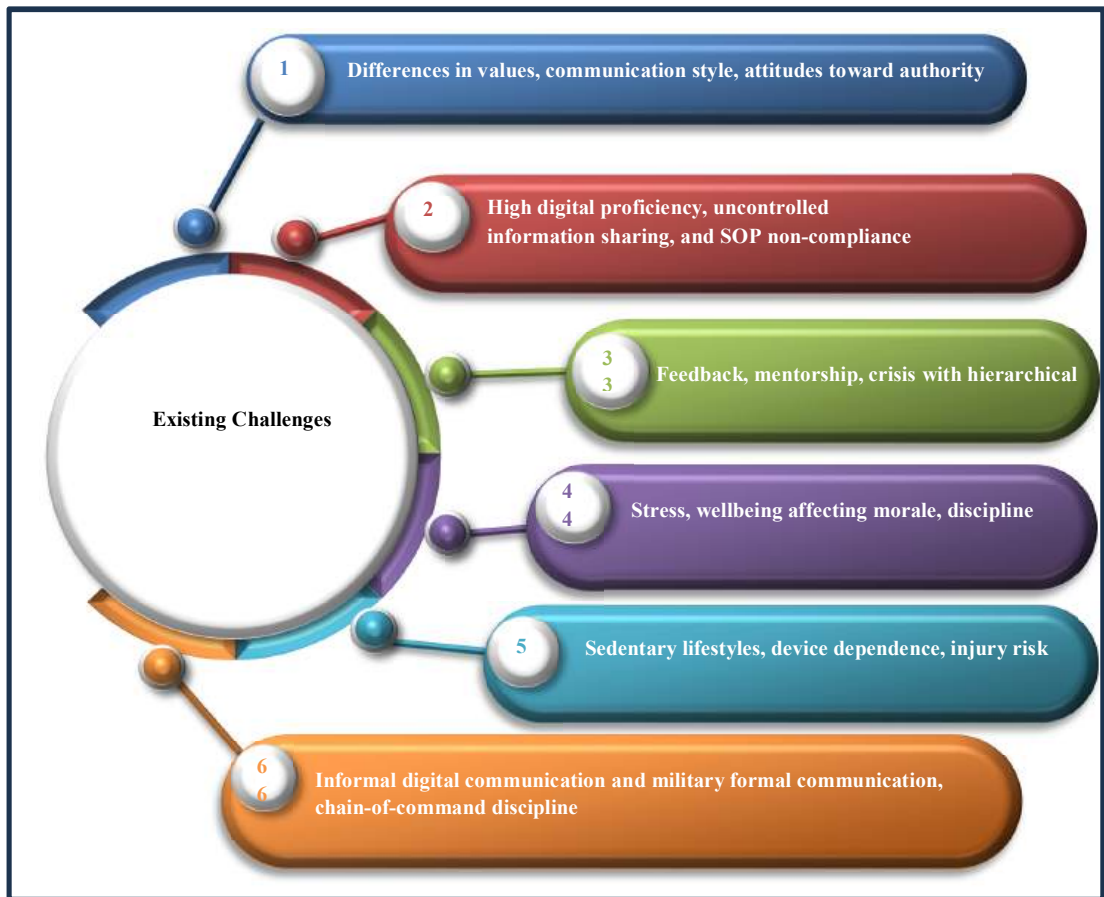 1
Differences in values, communication style, attitudes toward authority
2
High digital proficiency, uncontrolled
information sharing, and SOP non-compliance
3
3
Feedback, mentorship, crisis with hierarchical
Existing Challenges
4
4
Stress, wellbeing affecting morale, discipline
5
Sedentary lifestyles, device dependence, injury risk
6
6
Informal digital communication and military formal communication,
chain-of-command discipline